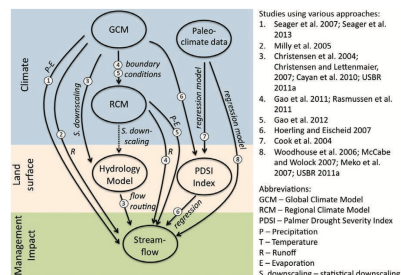 Climate
Land surface
Management Impact
GCM
Paleo-
climate data
P-E
1
2
S. downscaling
3
4
5
boundary
conditions
RCM
R
S. down-
scaling
P-E
5
R
4
6
regression model
7
regression model
8
Hydrology
Model
PDSI
Index
3
flow
routing
6
regression
Stream-
flow
Studies using various approaches:
1. Seager 2007; Seager et al.
2013
2. Milly et al. 2005
3. Christensen et al. 2004;
Christensen and Lettenmaier,
2007; Cayan et al. 2010; USBR
2011a
4. Gao et al. 2011; Rasmussen et al.
2011
5. Gao et al. 2012
6. Hoerling and Eischeid 2007
7. Cook et al. 2004
8. Woodhouse et al. 2006; McCabe
and Wolock 2007; Meko et al.
2007; USBR 2011a
Abbreviations:
GCM – Global Climate Model
RCM – Regional Climate Model
PDSI – Palmer Drought Severity Index
P – Precipitation
T – Temperature
R – Runoff
E – Evaporation
S. downscaling – statistical downscaling